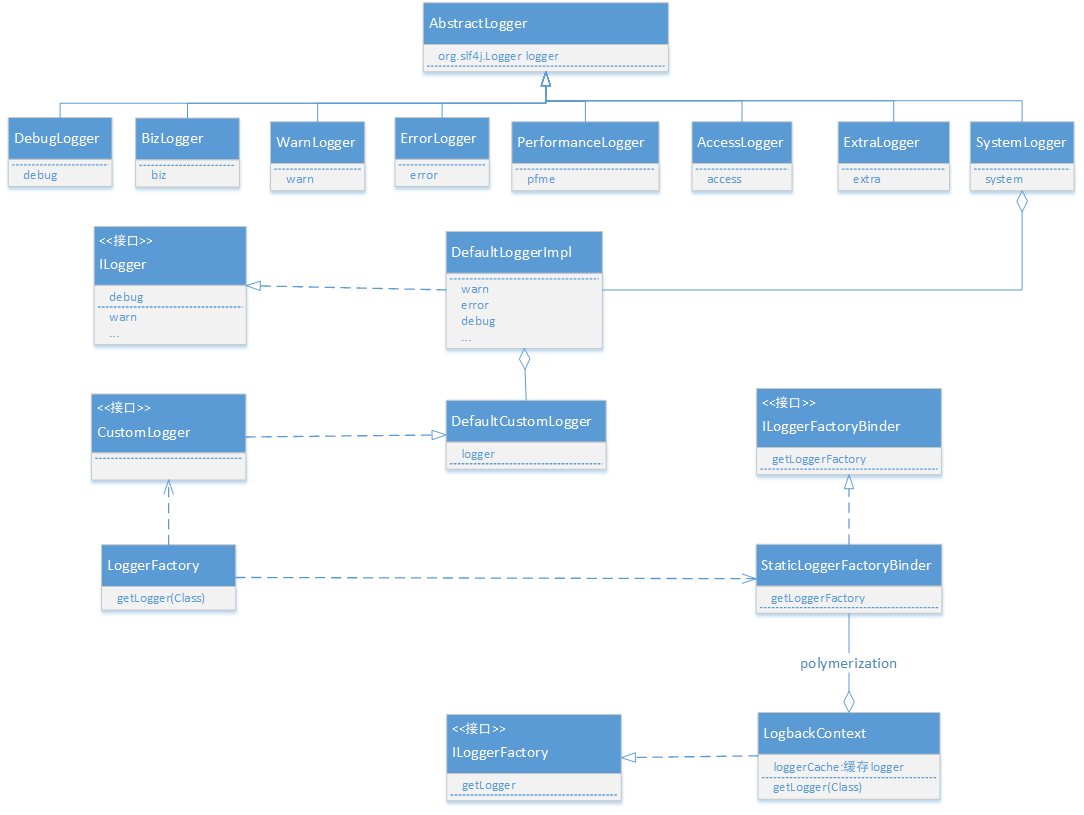 AbstractLogger
org.slf4j.Logger logger
DebugLogger
debug
BizLogger
biz
WarnLogger
warn
ErrorLogger
error
PerformanceLogger
pfme
AccessLogger
access
ExtraLogger
extra
SystemLogger
system
<<接口>>
ILogger
debug
warn
...
DefaultLoggerImpl
warn
error
debug
...
<<接口>>
CustomLogger
DefaultCustomLogger
logger
<<接口>>
ILoggerFactoryBinder
getLoggerFactory
LoggerFactory
getLogger(Class)
StaticLoggerFactoryBinder
getLoggerFactory
polymerization
<<接口>>
ILoggerFactory
getLogger
LogbackContext
loggerCache:缓存logger
getLogger(Class)